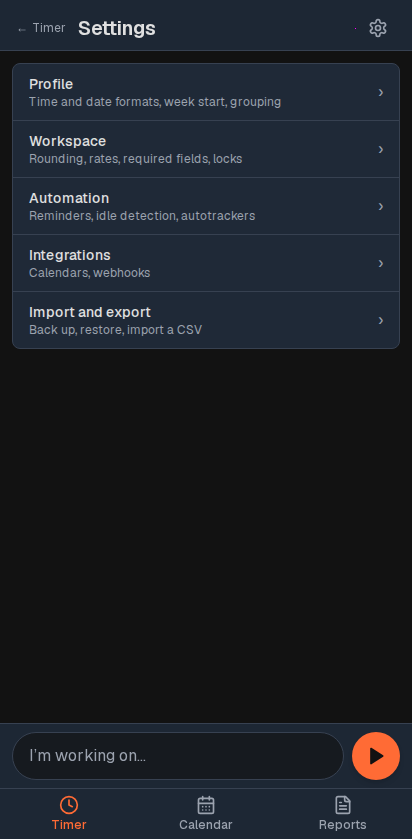 ← Timer Settings
Profile
Time and date formats, week start, grouping
Workspace
Rounding, rates, required fields, locks
Automation
Reminders, idle detection, autotrackers
Integrations
Calendars, webhooks
Import and export
Back up, restore, import a CSV
I'm working on...
Timer
Calendar
Reports